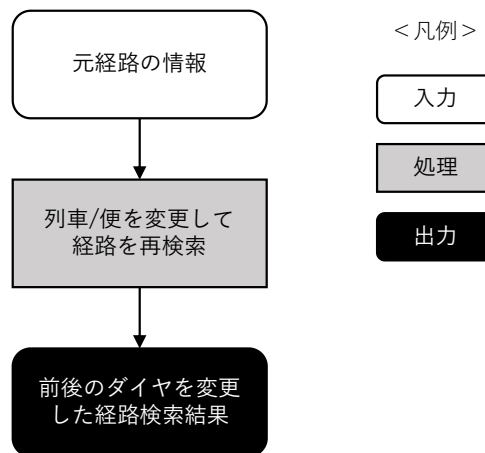 元経路の情報
列車/便を変更して
経路を再検索
前後のダイヤを変更
した経路検索結果
＜凡例＞
入力
処理
出力